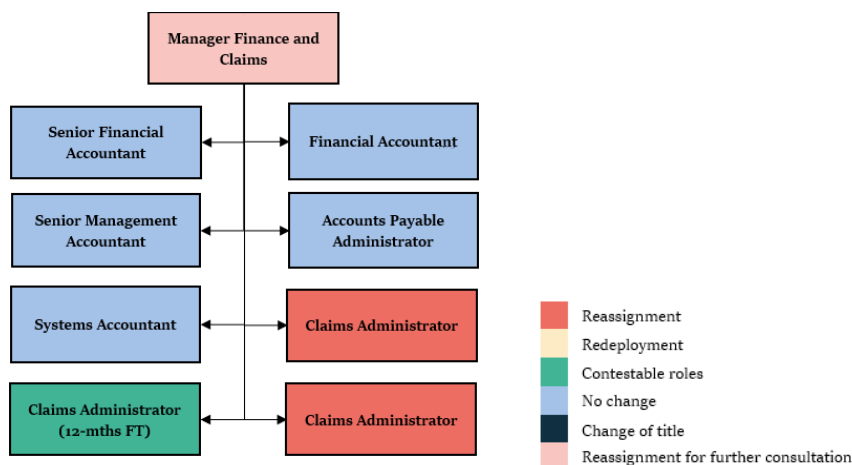 Manager Finance and
Claims
Senior Financial
Accountant
Financial Accountant
Senior Management
Accountant
Accounts Payable
Administrator
Systems Accountant
Claims Administrator
Claims Administrator
(12-mths FT)
Claims Administrator
Reassignment
Redeployment
Contestable roles
No change
Change of title
Reassignment for further consultation